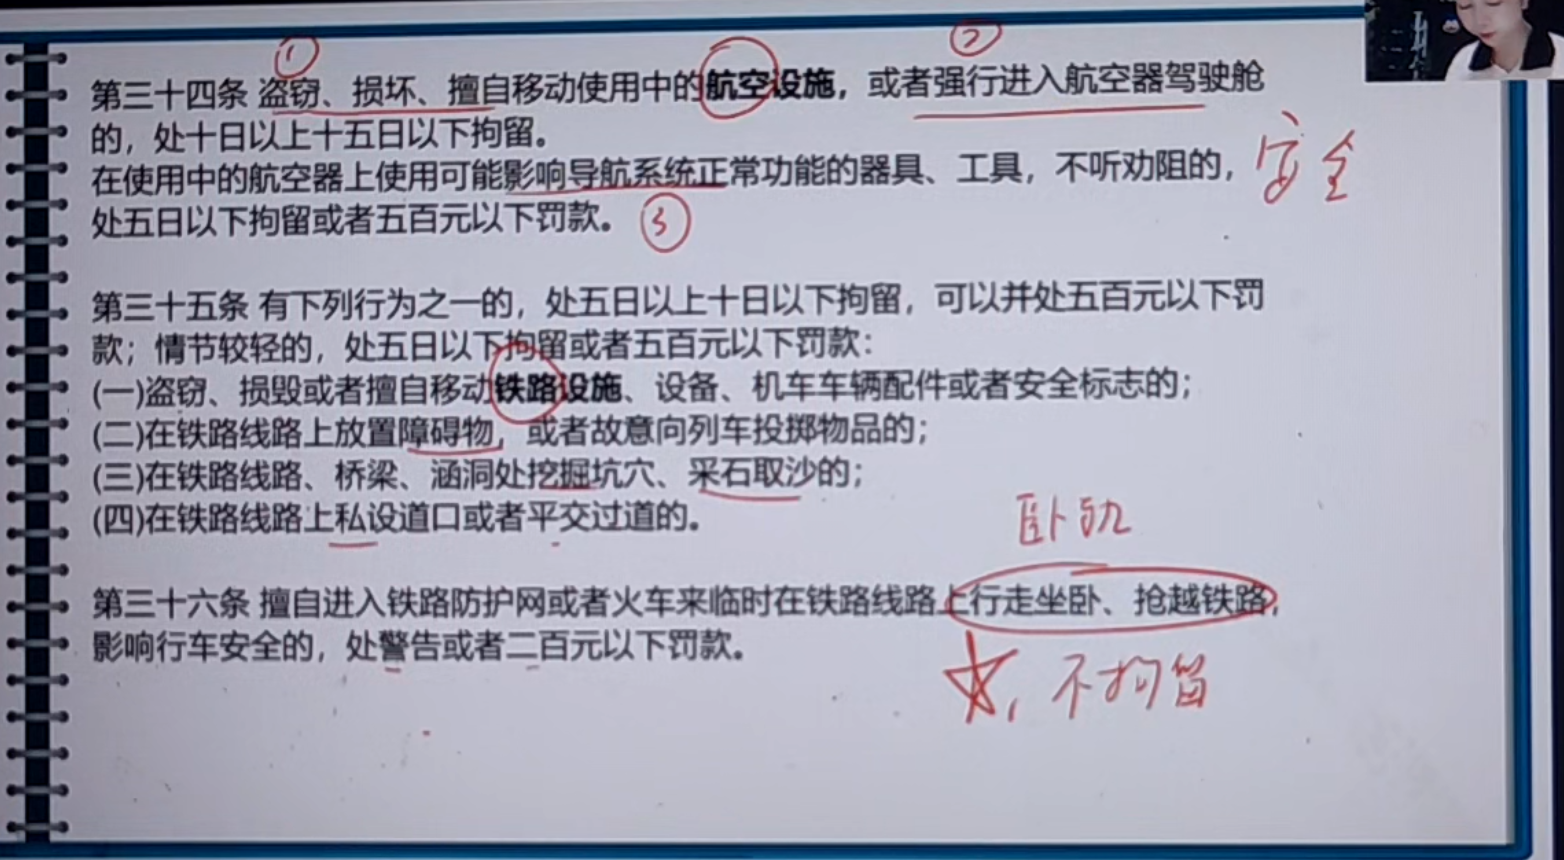 ①
②
第三十四条 盗窃、损坏、擅自移动使用中的航空设施，或者强行进入航空器驾驶舱
的，处十日以上十五日以下拘留。
在使用中的航空器上使用可能影响导航系统正常功能的器具、工具，不听劝阻的，
安全
处五日以下拘留或者五百元以下罚款。
③
第三十五条 有下列行为之一的，处五日以上十日以下拘留，可以并处五百元以下罚
款；情节较轻的，处五日以下拘留或者五百元以下罚款：
(一)盗窃、损毁或者擅自移动铁路设施、设备、机车车辆配件或者安全标志的；
(二)在铁路线路上放置障碍物，或者故意向列车投掷物品的；
(三)在铁路线路、桥梁、涵洞处挖掘坑穴、采石取沙的；
(四)在铁路线路上私设道口或者平交过道的。
卧轨
第三十六条 擅自进入铁路防护网或者火车来临时在铁路线路上行走坐卧、抢越铁路，
影响行车安全的，处警告或者二百元以下罚款。
不拘留